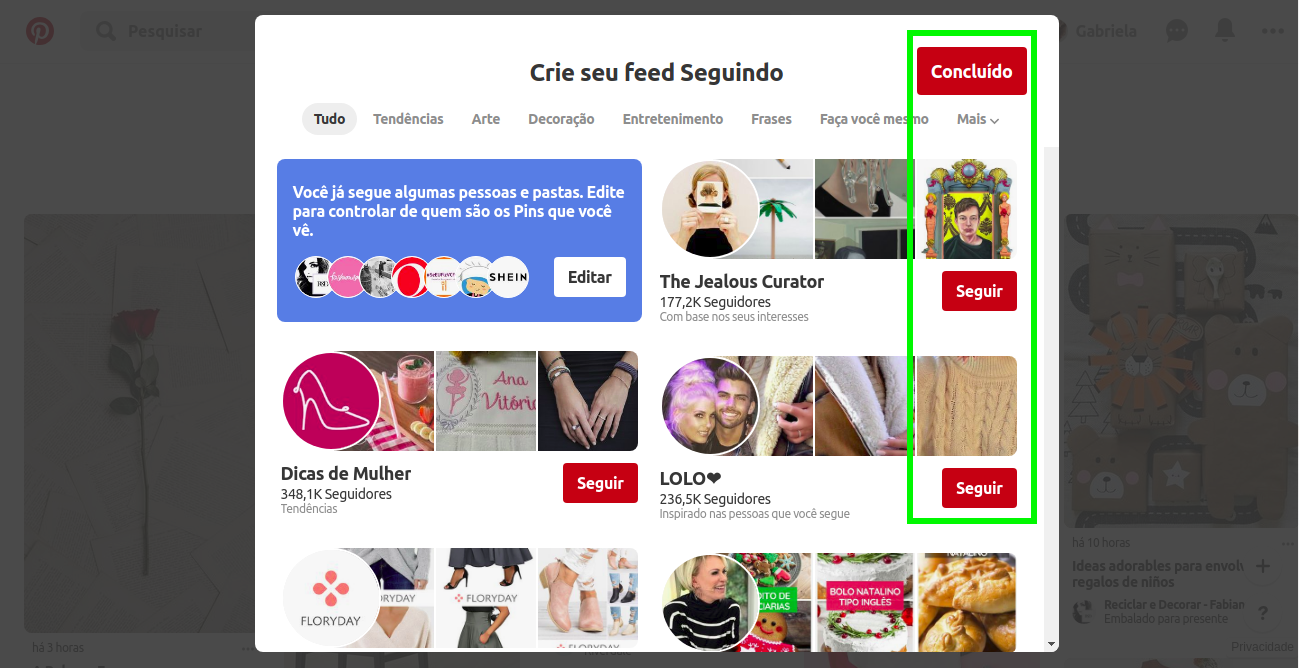 Pesquisar
Gabriela
Crie seu feed Seguindo
Concluído
Tudo Tendências Arte Decoração Entretenimento Frases Faça você mesmo Mais
Você já segue algumas pessoas e pastas. Edite
para controlar de quem são os Pins que você
vê.
SHEIN
Editar
The Jealous Curator
177,2K Seguidores
Com base nos seus interesses
Seguir
Ana
Vitória
Dicas de Mulher
348,1K Seguidores
Tendências
Seguir
LOLO❤
236,5K Seguidores
Inspirado nas pessoas que você segue
Seguir
FLORYDAY
FLORYDAY
FLORYDAY
BOLO NATALINO
TIPO INGLÊS
NATALINO
há 3 horas
há 10 horas
Ideas adorables para envolv
regalos de niños
Reciclar e Decorar - Fabian
Embalado para presente
?
Privacidade